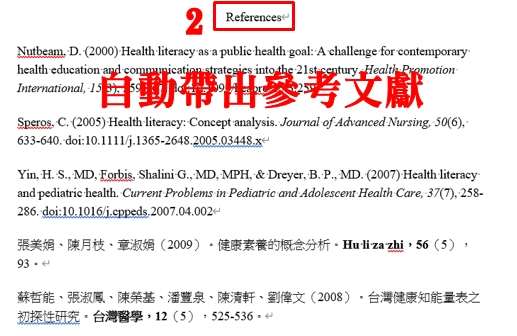 2 References
Nutbeam, D. (2000) Health literacy as a public health goal: A challenge for contemporary
health education and communication strategies into the 21st century. Health Promotion
International, 15(3), 259
自動帶出參考文獻
Speros, C. (2005) Health literacy: Concept analysis. Journal of Advanced Nursing, 50(6),
633-640. doi:10.1111/j.1365-2648.2005.03448.x
Yin, H. S., MD, Forbis, Shalini G., MD, MPH, & Dreyer, B. P., MD. (2007) Health literacy
and pediatric health. Current Problems in Pediatric and Adolescent Health Care, 37(7), 258-
286. doi:10.1016/j.cppeds.2007.04.002
張美娟、陳月枝、章淑娟（2009）。健康素養的概念分析。Hu li za zhi，56（5），
93。
蘇哲能、張淑鳳、陳榮基、潘豐泉、陳清軒、劉偉文（2008）。台灣健康知能量表之
初探性研究。台灣醫學，12（5），525-536。